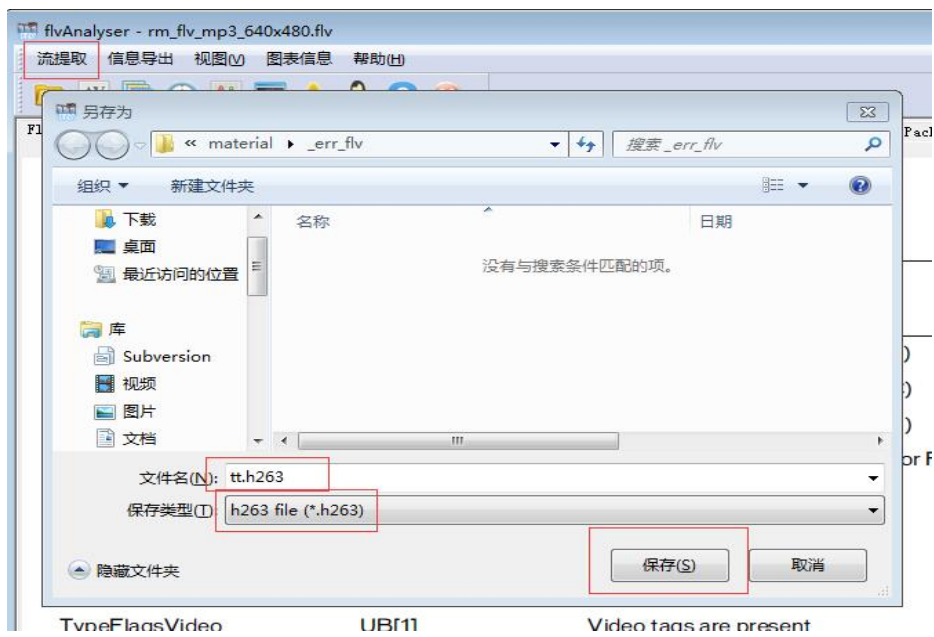 flvAnalyser - rm_flv_mp3_640x480.flv
流提取 信息导出 视图(V) 图表信息 帮助(H)
另存为
Fl
Pack
« material ▸ _err_flv 搜索 _err_flv
组织 新建文件夹
下载
名称 日期
桌面
没有与搜索条件匹配的项。
最近访问的位置
库
Subversion
)
视频
:)
图片
)
文档
or F
文件名(N): tt.h263
保存类型(T): h263 file (*.h263)
隐藏文件夹 保存(S) 取消
TypeFlagsVideo UB[1] Video tags are present